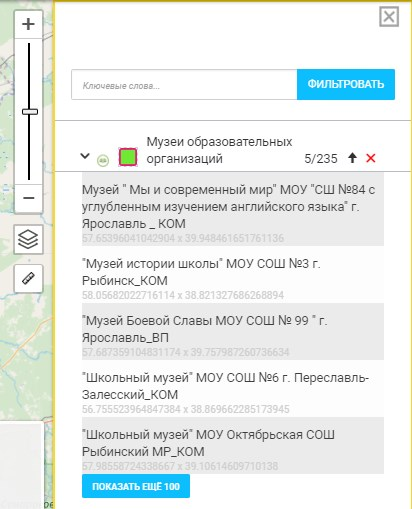 Ключевые слова...
ФИЛЬТРОВАТЬ
Музеи образовательных
организаций
5/235
Музей " Мы и современный мир" МОУ "СШ №84 с
углубленным изучением английского языка" г.
Ярославль _ КОМ
57.65396041042904 x 39.948461651761136
"Музей истории школы" МОУ СОШ №3 г.
Рыбинск_КОМ
58.05682022716114 x 38.821327686268894
"Музей Боевой Славы МОУ СОШ № 99 " г.
Ярославль_ВП
57.687359104831174 x 39.757987260736634
"Школьный музей" МОУ СОШ №6 г. Переславль-
Залесский_КОМ
56.755523964847384 x 38.869662285173945
"Школьный музей" МОУ Октябрьская СОШ
Рыбинский МР_КОМ
57.98558724338667 x 39.10614609710138
ПОКАЗАТЬ ЕЩЁ 100